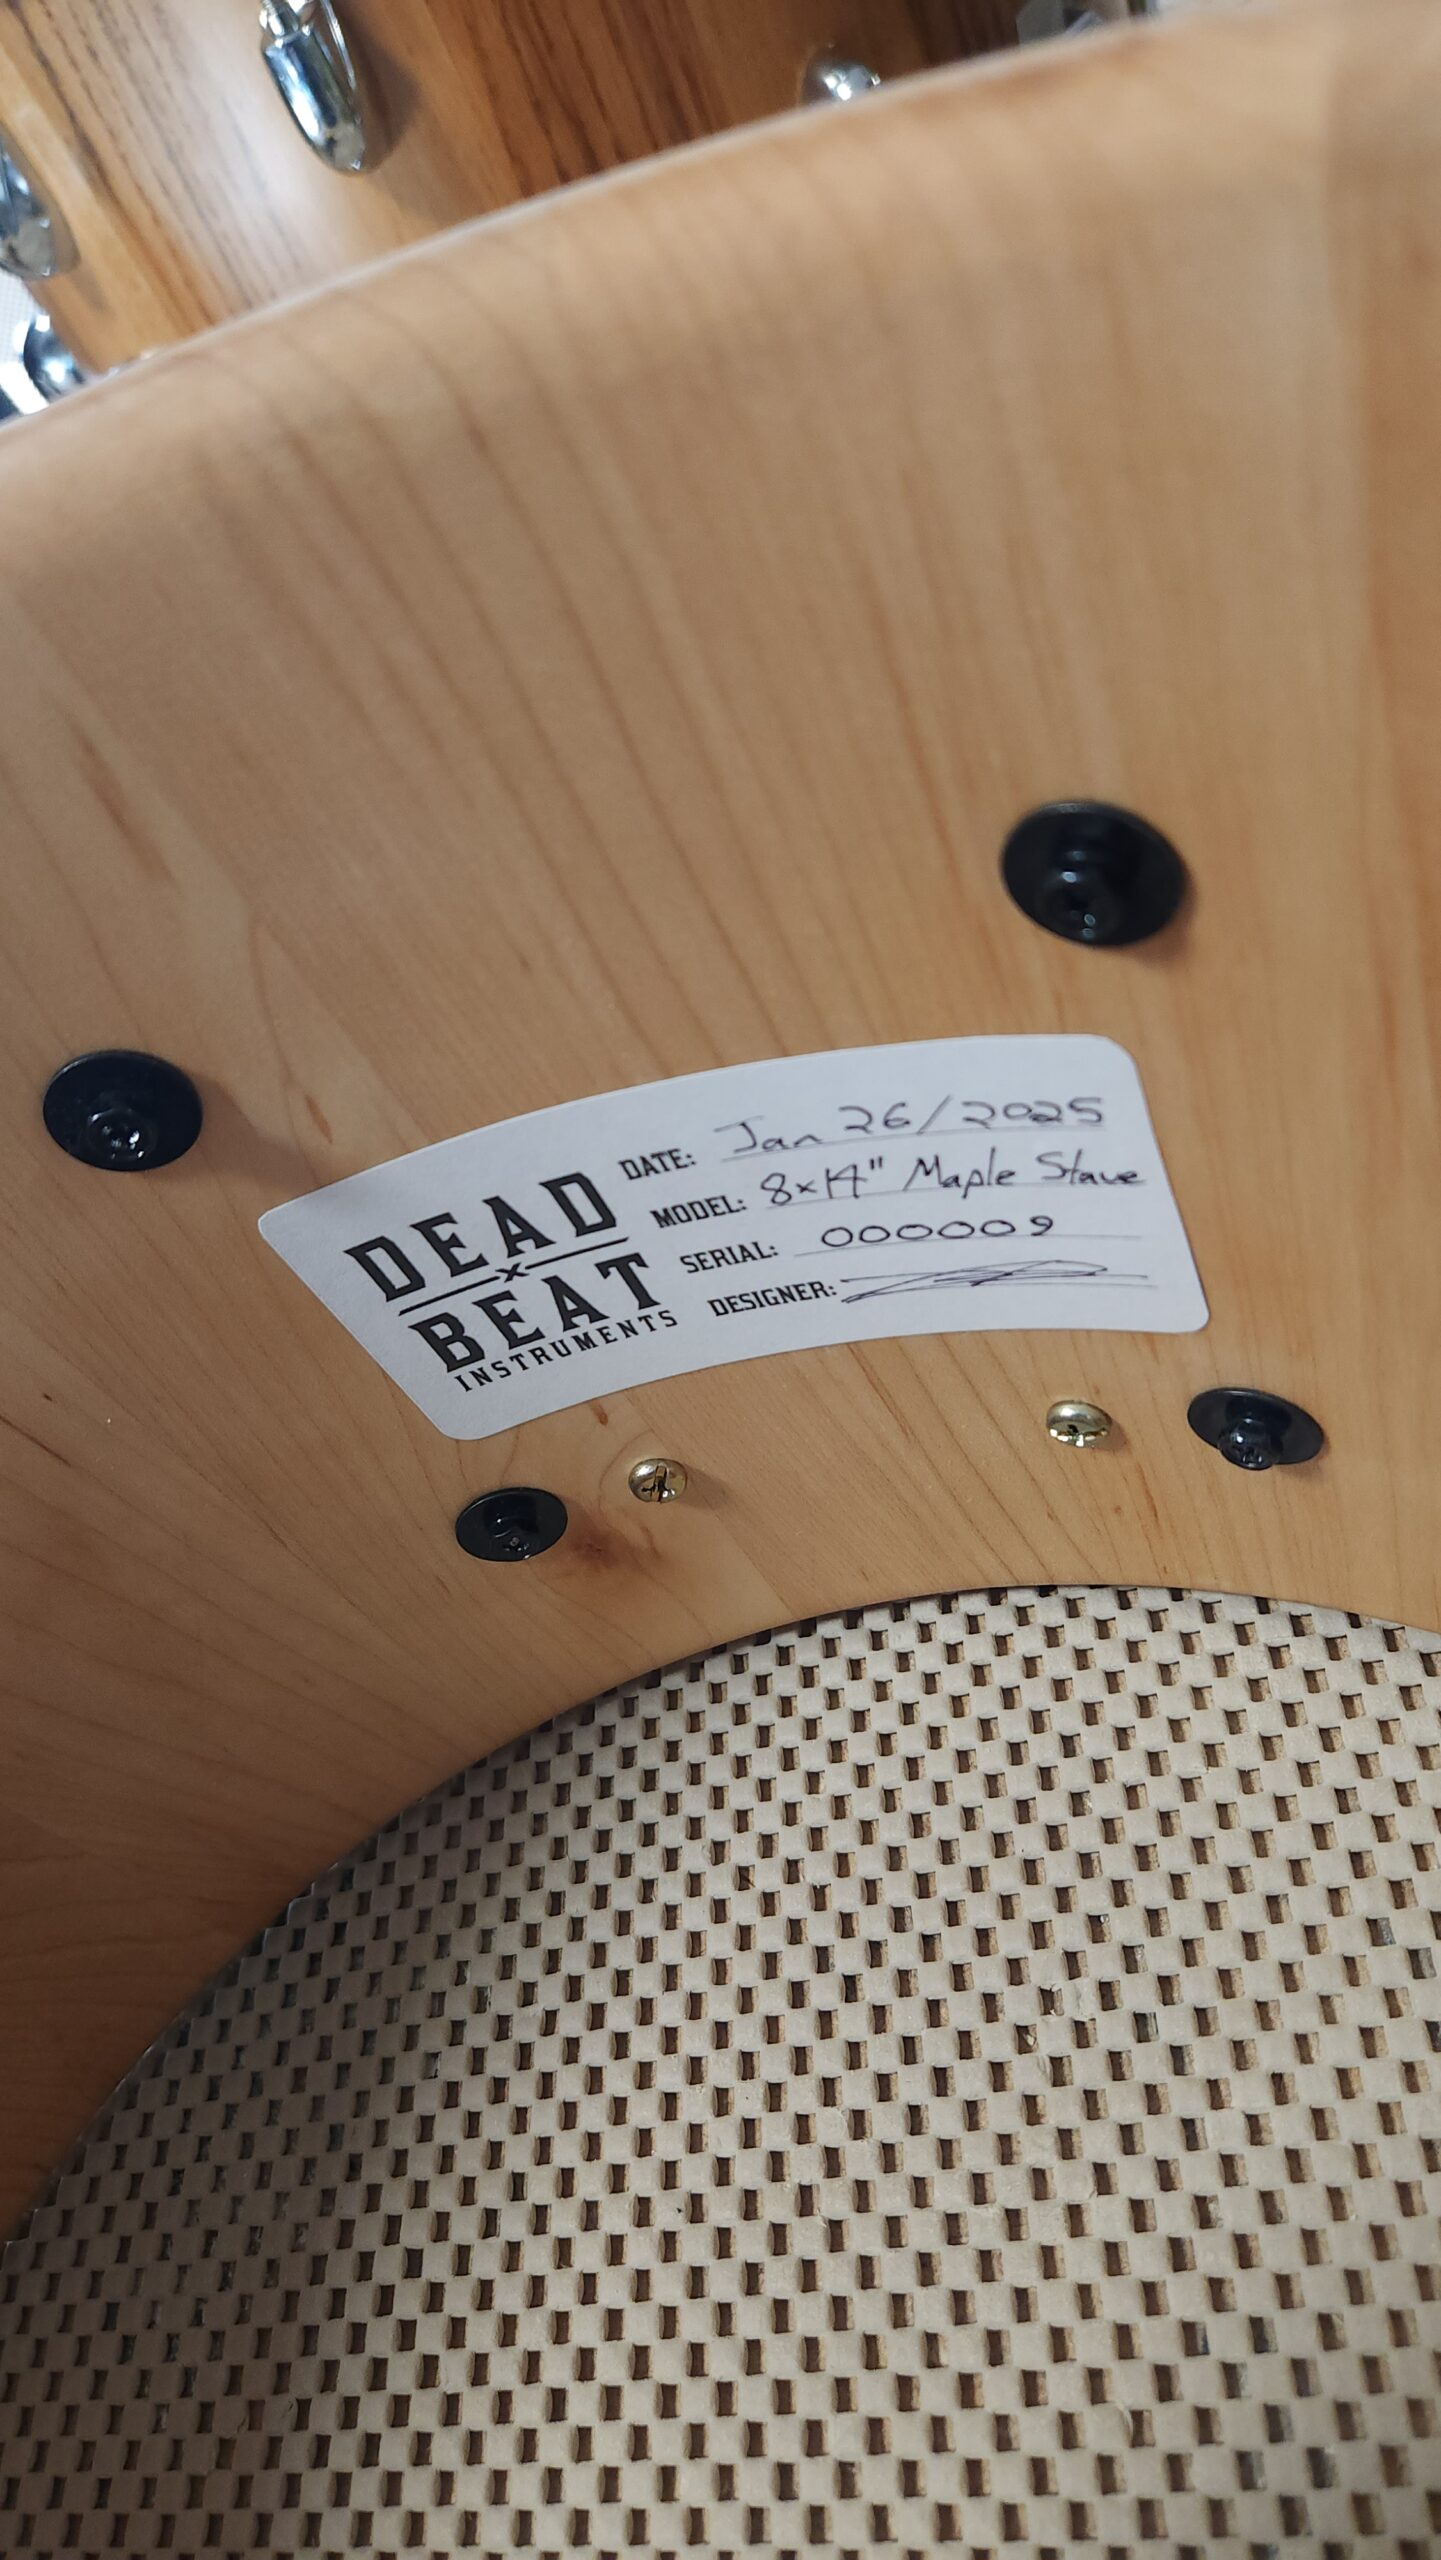 DEAD
BEAT
INSTRUMENTS
DATE: Jan 26/2025
MODEL: 8x14" Maple Stave
SERIAL: 000009
DESIGNER: